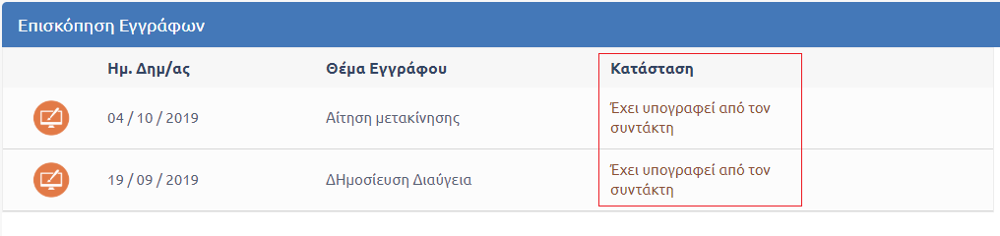 Επισκόπηση Εγγράφων
Ημ. Δημ/ας Θέμα Εγγράφου Κατάσταση
04 / 10 / 2019 Αίτηση μετακίνησης Έχει υπογραφεί από τον
συντάκτη
19 / 09 / 2019 ΔΗμοσίευση Διαύγεια Έχει υπογραφεί από τον
συντάκτη